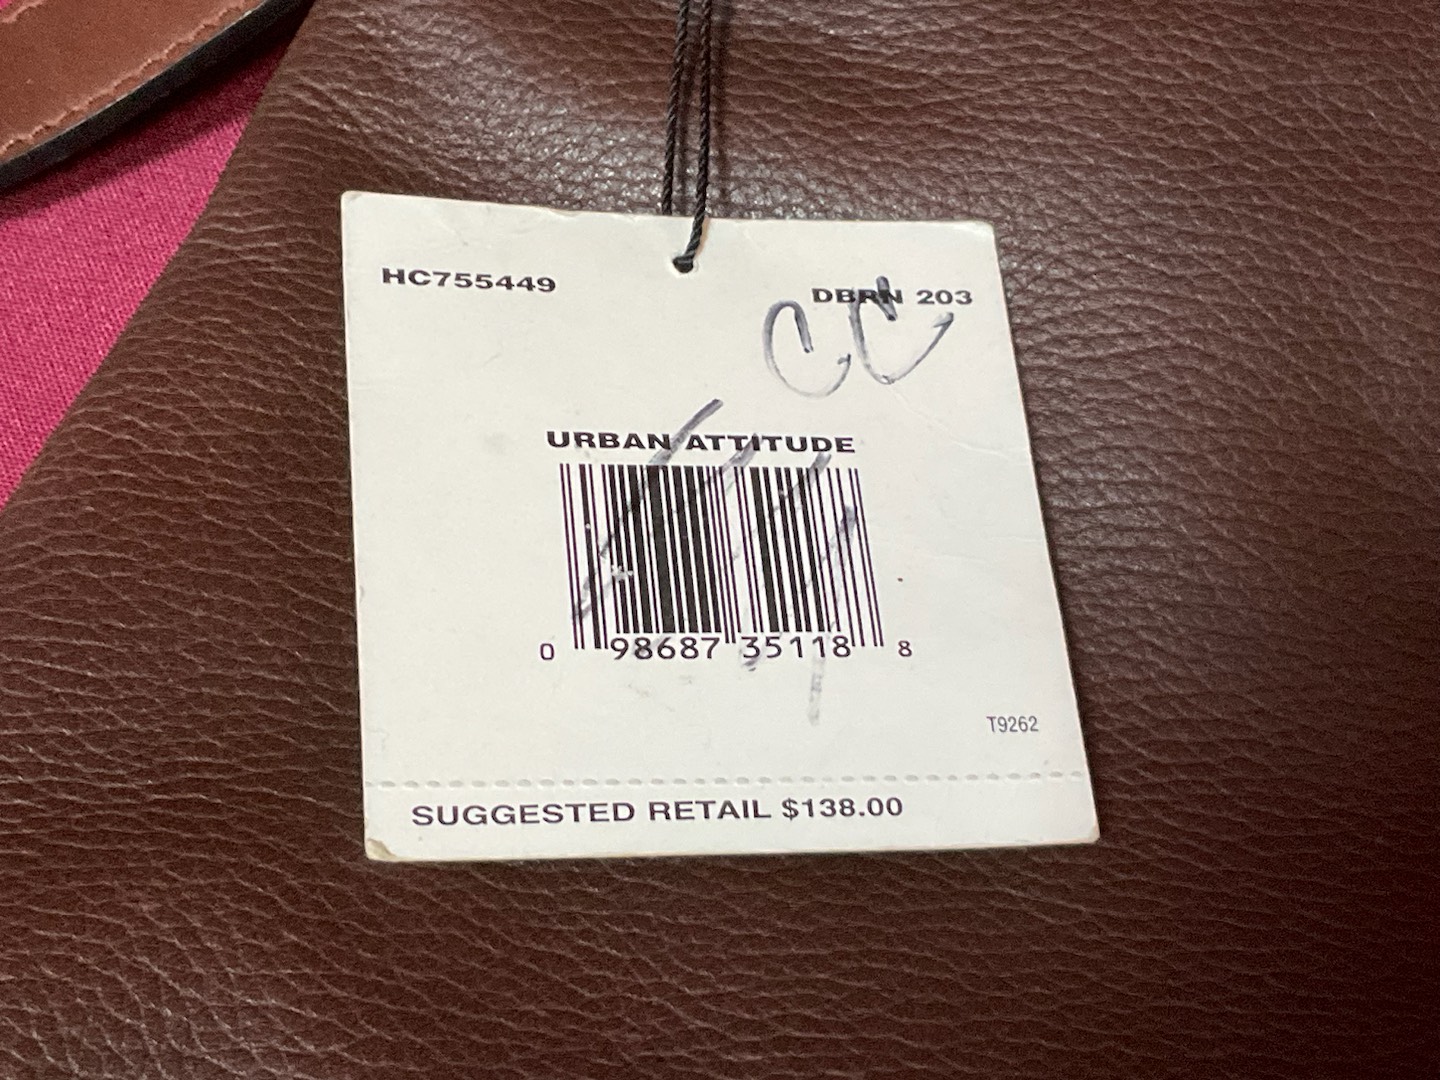 HC755449
DBRN 203
CC
URBAN ATTITUDE
0 98687 35118 8
T9262
SUGGESTED RETAIL $138.00